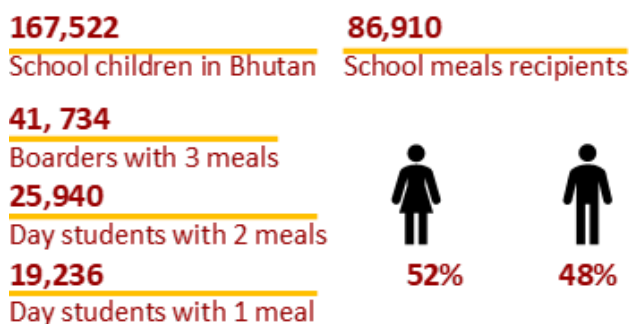 167,522
School children in Bhutan
86,910
School meals recipients
41, 734
Boarders with 3 meals
25,940
Day students with 2 meals
19,236
Day students with 1 meal
52%
48%